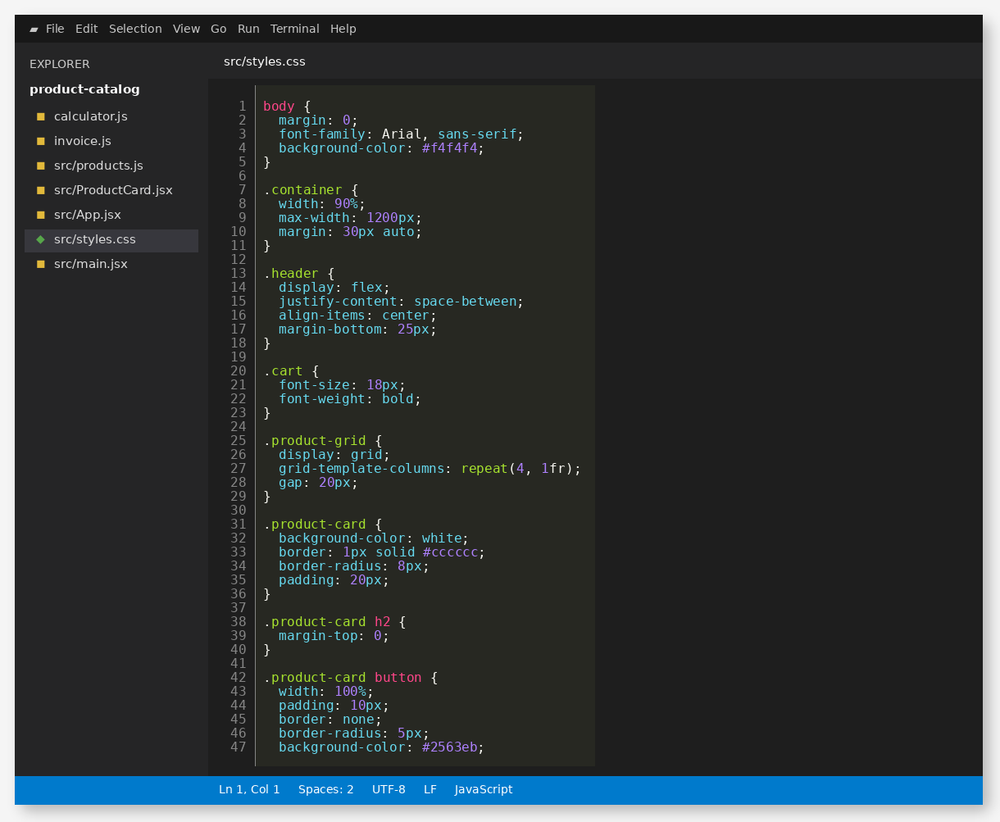 File Edit Selection View Go Run Terminal Help
EXPLORER
product-catalog
calculator.js
invoice.js
src/products.js
src/ProductCard.jsx
src/App.jsx
src/styles.css
src/main.jsx
src/styles.css
1 body {
2   margin: 0;
3   font-family: Arial, sans-serif;
4   background-color: #f4f4f4;
5 }
6
7 .container {
8   width: 90%;
9   max-width: 1200px;
10   margin: 30px auto;
11 }
12
13 .header {
14   display: flex;
15   justify-content: space-between;
16   align-items: center;
17   margin-bottom: 25px;
18 }
19
20 .cart {
21   font-size: 18px;
22   font-weight: bold;
23 }
24
25 .product-grid {
26   display: grid;
27   grid-template-columns: repeat(4, 1fr);
28   gap: 20px;
29 }
30
31 .product-card {
32   background-color: white;
33   border: 1px solid #cccccc;
34   border-radius: 8px;
35   padding: 20px;
36 }
37
38 .product-card h2 {
39   margin-top: 0;
40 }
41
42 .product-card button {
43   width: 100%;
44   padding: 10px;
45   border: none;
46   border-radius: 5px;
47   background-color: #2563eb;
Ln 1, Col 1 Spaces: 2 UTF-8 LF JavaScript